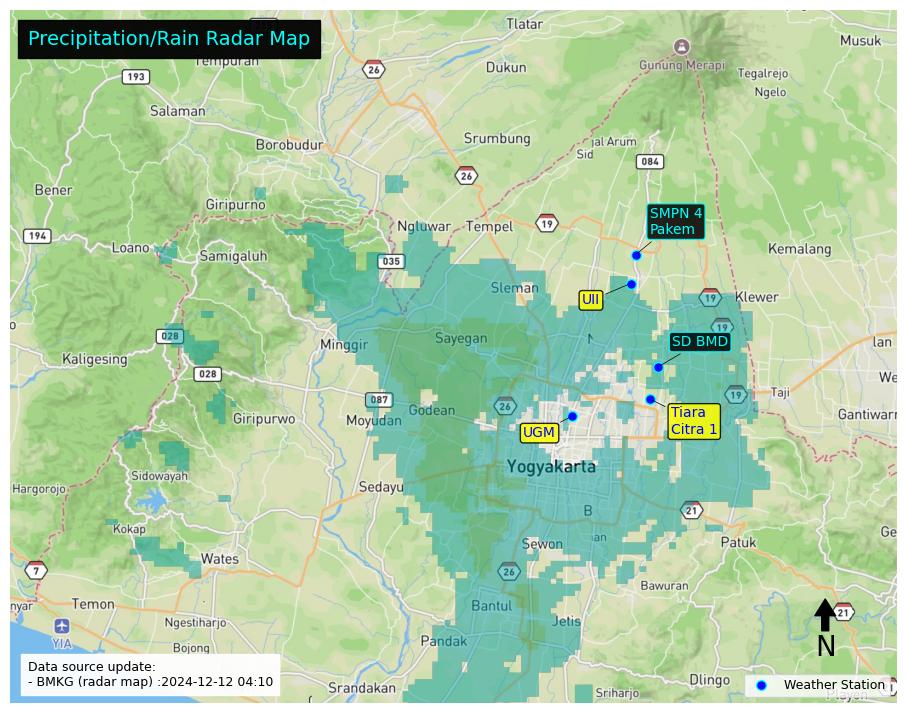 Precipitation/Rain Radar Map
Tlatar
Musuk
Tempuran
26
Dukun
Gunung Merapi
Tegalrejo
193
Ngelo
Salaman
Borobudur
Srumbung
jal Arum
Sid
084
26
Bener
Giripurno
SMPN 4
Pakem
194
Ngluwar
Tempel
19
Loano
Samigaluh
035
Kemalang
Sleman
UII
19
Klewer
028
19
Minggir
Sayegan
N
SD BMD
lan
Kaligesing
028
We
087
Godean
26
19
Taji
Moyudan
UGM
Tiara
Citra 1
Gantiwarr
Yogyakarta
Sidowayah
Hargorojo
Sedayu
B
21
Kokap
Ge
Sewon
an
Patuk
Wates
7
26
Bawuran
nyar
Temon
Bantul
21
Ngestiharjo
Jetis
YIA
Bojong
Pandak
N
Data source update:
- BMKG (radar map) :2024-12-12 04:10
Srandakan
Sriharjo
Dlingo
Weather Station
Playen